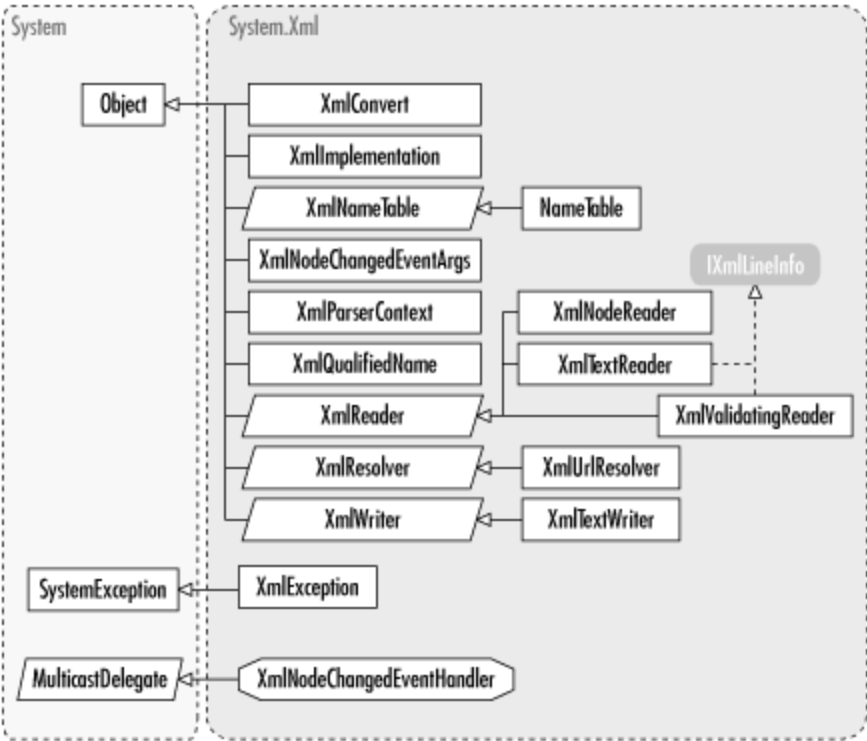 System
System.Xml
Object
XmlConvert
XmlImplementation
XmlNameTable
NameTable
XmlNodeChangedEventArgs
IXmlLineInfo
XmlParserContext
XmlNodeReader
XmlQualifiedName
XmlTextReader
XmlReader
XmlValidatingReader
XmlResolver
XmlUrlResolver
XmlWriter
XmlTextWriter
SystemException
XmlException
MulticastDelegate
XmlNodeChangedEventHandler